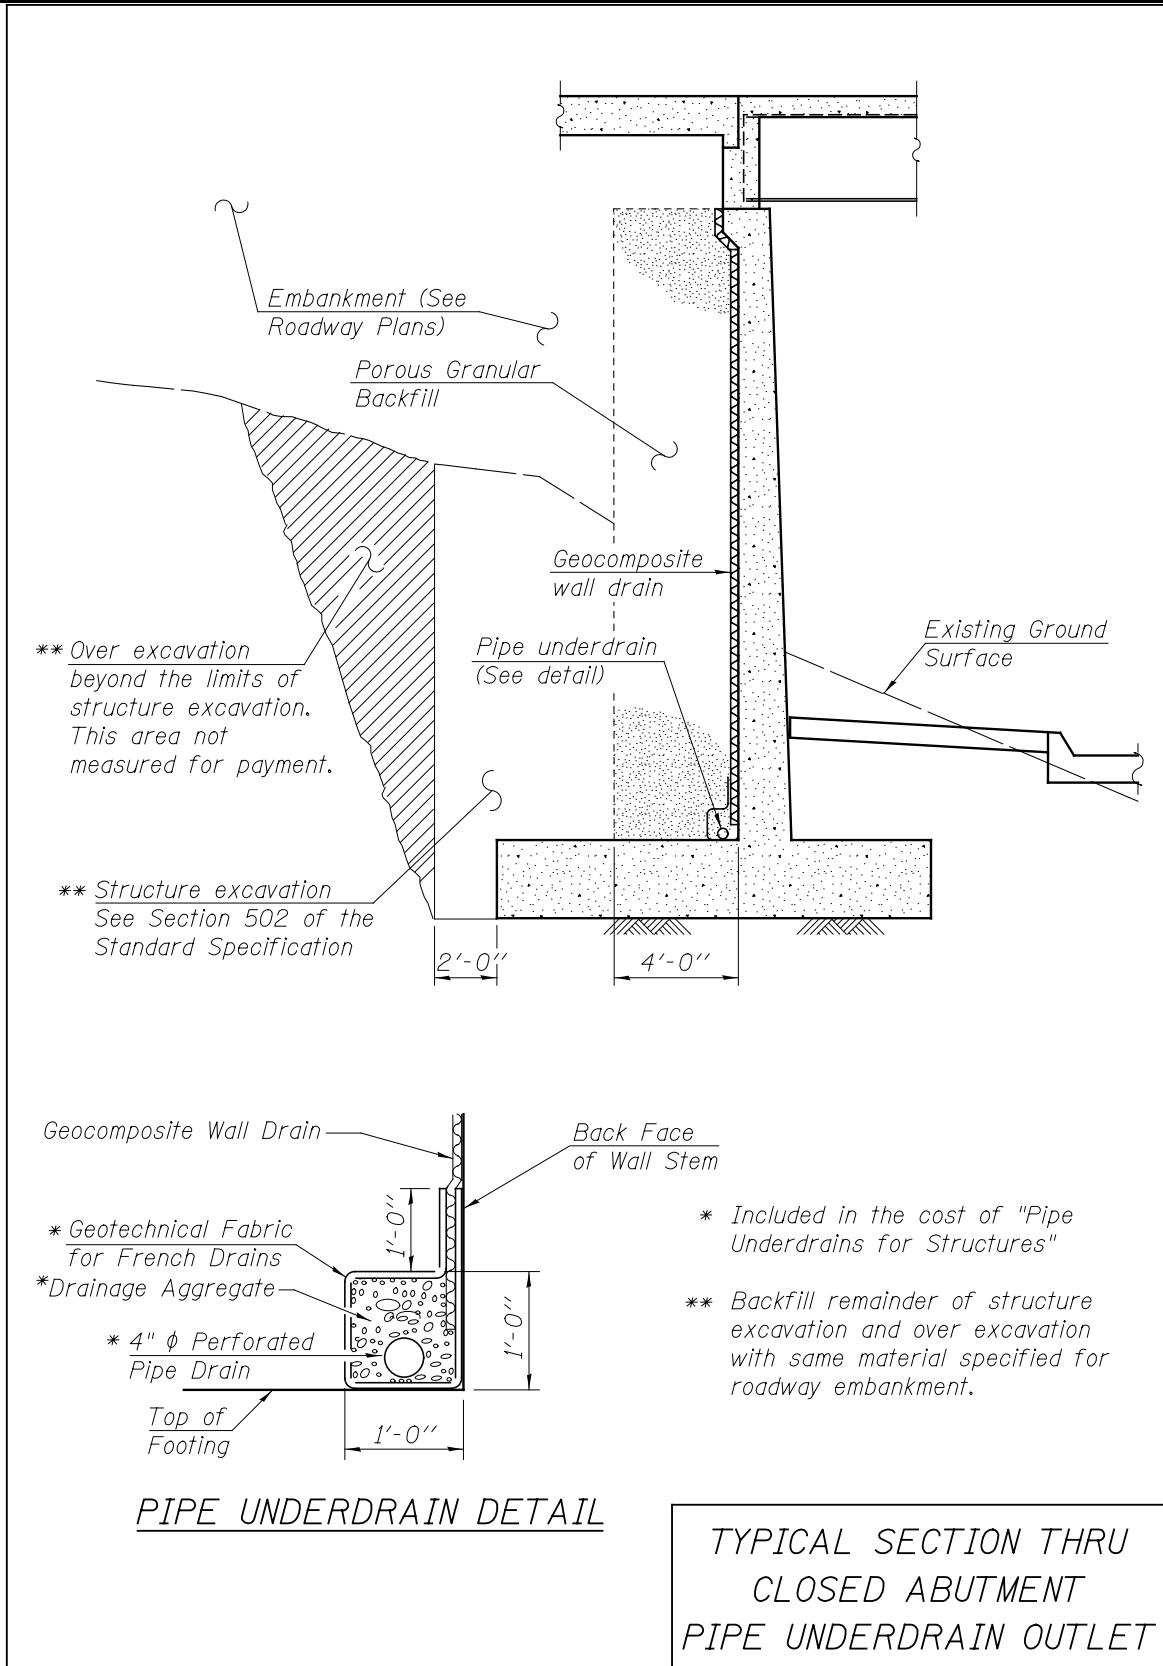 Embankment (See
Roadway Plans)
Porous Granular
Backfill
Geocomposite
wall drain
Existing Ground
Surface
Pipe underdrain
(See detail)
** Over excavation
beyond the limits of
structure excavation.
This area not
measured for payment.
** Structure excavation
See Section 502 of the
Standard Specification
2'-0''
4'-0''
Geocomposite Wall Drain
Back Face
of Wall Stem
1'-0''
* Geotechnical Fabric
for French Drains
*Drainage Aggregate
* 4" ϕ Perforated
Pipe Drain
1'-0''
Top of
Footing
1'-0''
* Included in the cost of "Pipe
Underdrains for Structures"
** Backfill remainder of structure
excavation and over excavation
with same material specified for
roadway embankment.
PIPE UNDERDRAIN DETAIL
TYPICAL SECTION THRU
CLOSED ABUTMENT
PIPE UNDERDRAIN OUTLET